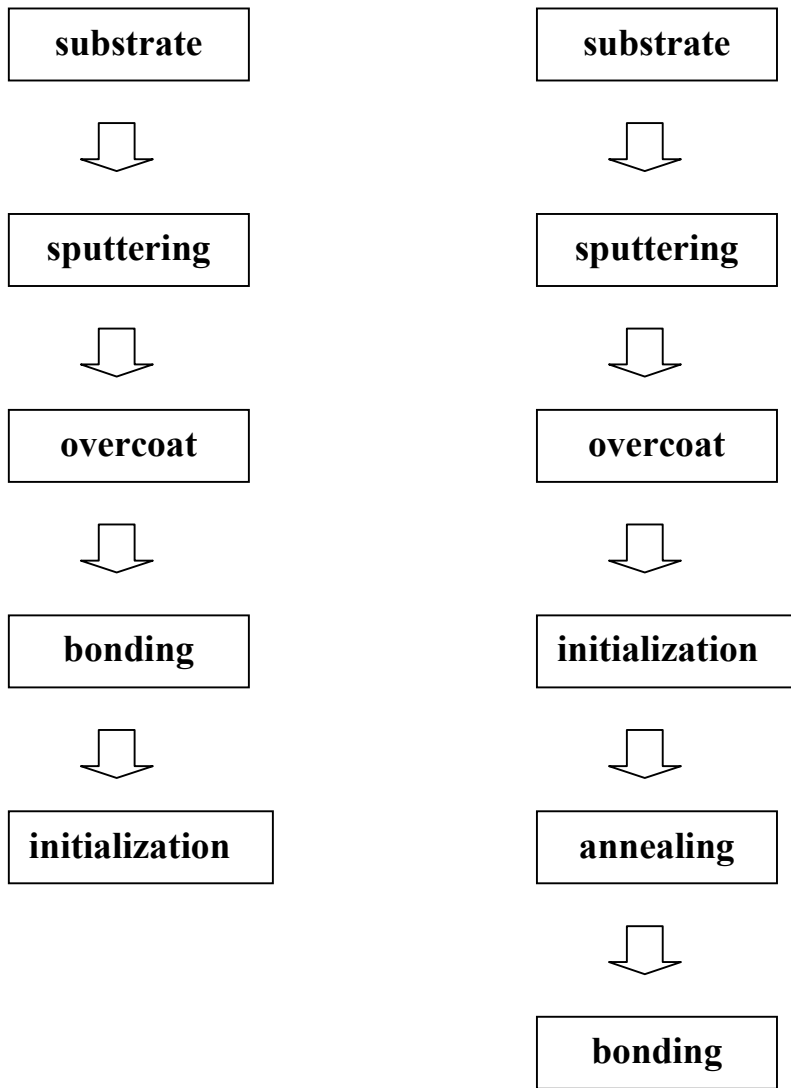 substrate
sputtering
overcoat
bonding
initialization
substrate
sputtering
overcoat
initialization
annealing
bonding